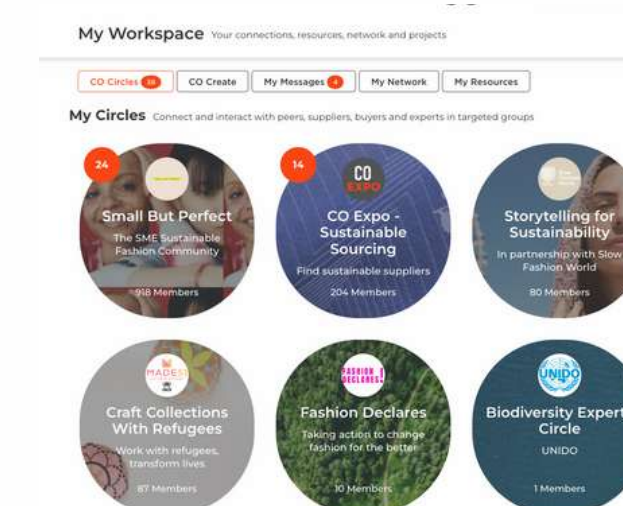 My Workspace Your connections, resources, network and projects
CO Circles 38 CO Create My Messages 4 My Network My Resources
My Circles Connect and interact with peers, suppliers, buyers and experts in targeted groups
24
Small But Perfect
The SME Sustainable
Fashion Community
918 Members
14
CO
EXPO
CO Expo -
Sustainable
Sourcing
Find sustainable suppliers
204 Members
Storytelling for
Sustainability
In partnership with Slow
Fashion World
80 Members
MADE51
Craft Collections
With Refugees
Work with refugees,
transform lives
87 Members
FASHION
DECLARES!
Fashion Declares
Taking action to change
fashion for the better
10 Members
UNIDO
Biodiversity Expert
Circle
UNIDO
1 Members